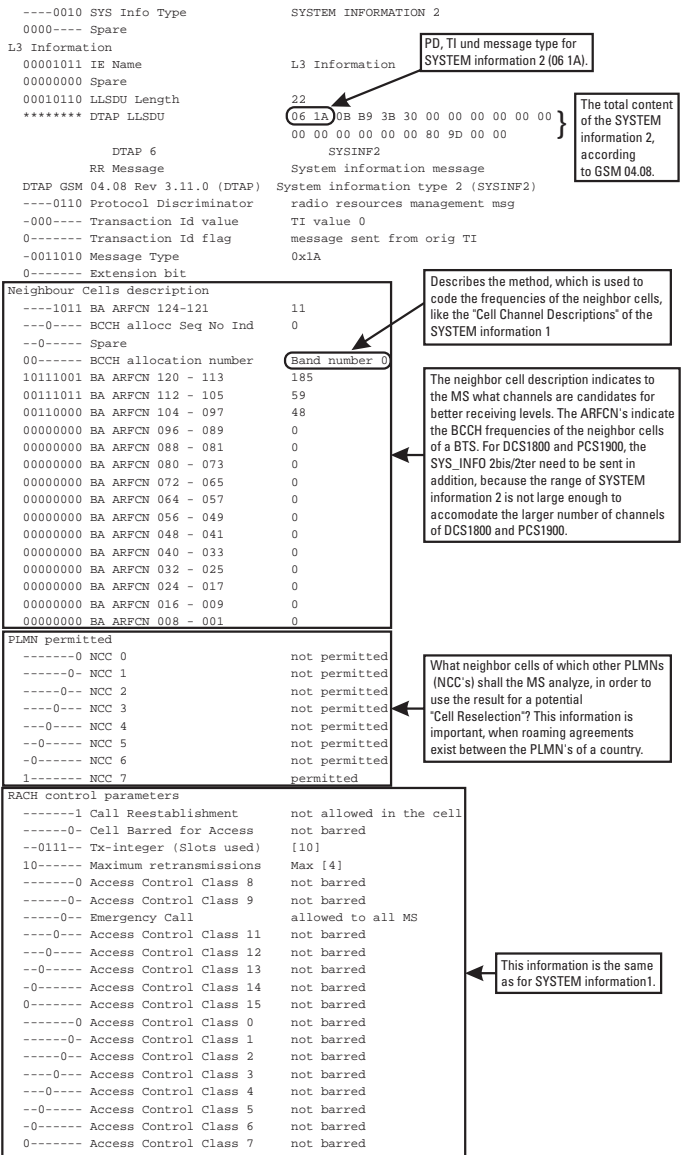 ----0010 SYS Info Type SYSTEM INFORMATION 2
0000---- Spare
L3 Information
00001011 IE Name L3 Information
00000000 Spare
00010110 LLSDU Length 22
******** DTAP LLSDU 06 1A 0B B9 3B 30 00 00 00 00 00 00
00 00 00 00 00 00 80 9D 00 00
PD, TI und message type for
SYSTEM information 2 (06 1A).
The total content
of the SYSTEM
information 2,
according
to GSM 04.08.
DTAP 6 SYSINF2
RR Message System information message
DTAP GSM 04.08 Rev 3.11.0 (DTAP) System information type 2 (SYSINF2)
----0110 Protocol Discriminator radio resources management msg
-000---- Transaction Id value TI value 0
0------- Transaction Id flag message sent from orig TI
-0011010 Message Type 0x1A
0------- Extension bit
Neighbour Cells description
----1011 BA ARFCN 124-121 11
---0---- BCCH allocc Seq No Ind 0
--0----- Spare
00------ BCCH allocation number Band number 0
10111001 BA ARFCN 120 - 113 185
00111011 BA ARFCN 112 - 105 59
00110000 BA ARFCN 104 - 097 48
00000000 BA ARFCN 096 - 089 0
00000000 BA ARFCN 088 - 081 0
00000000 BA ARFCN 080 - 073 0
00000000 BA ARFCN 072 - 065 0
00000000 BA ARFCN 064 - 057 0
00000000 BA ARFCN 056 - 049 0
00000000 BA ARFCN 048 - 041 0
00000000 BA ARFCN 040 - 033 0
00000000 BA ARFCN 032 - 025 0
00000000 BA ARFCN 024 - 017 0
00000000 BA ARFCN 016 - 009 0
00000000 BA ARFCN 008 - 001 0
Describes the method, which is used to
code the frequencies of the neighbor cells,
like the "Cell Channel Descriptions" of the
SYSTEM information 1
The neighbor cell description indicates to
the MS what channels are candidates for
better receiving levels. The ARFCN's indicate
the BCCH frequencies of the neighbor cells
of a BTS. For DCS1800 and PCS1900, the
SYS_INFO 2bis/2ter need to be sent in
addition, because the range of SYSTEM
information 2 is not large enough to
accomodate the larger number of channels
of DCS1800 and PCS1900.
PLMN permitted
-------0 NCC 0 not permitted
------0- NCC 1 not permitted
-----0-- NCC 2 not permitted
----0--- NCC 3 not permitted
---0---- NCC 4 not permitted
--0----- NCC 5 not permitted
-0------ NCC 6 not permitted
1------- NCC 7 permitted
What neighbor cells of which other PLMNs
(NCC's) shall the MS analyze, in order to
use the result for a potential
"Cell Reselection"? This information is
important, when roaming agreements
exist between the PLMN's of a country.
RACH control parameters
-------1 Call Reestablishment not allowed in the cell
------0- Cell Barred for Access not barred
--0111-- Tx-integer (Slots used) [10]
10------ Maximum retransmissions Max [4]
-------0 Access Control Class 8 not barred
------0- Access Control Class 9 not barred
-----0-- Emergency Call allowed to all MS
----0--- Access Control Class 11 not barred
---0---- Access Control Class 12 not barred
--0----- Access Control Class 13 not barred
-0------ Access Control Class 14 not barred
0------- Access Control Class 15 not barred
-------0 Access Control Class 0 not barred
------0- Access Control Class 1 not barred
-----0-- Access Control Class 2 not barred
----0--- Access Control Class 3 not barred
---0---- Access Control Class 4 not barred
--0----- Access Control Class 5 not barred
-0------ Access Control Class 6 not barred
0------- Access Control Class 7 not barred
This information is the same
as for SYSTEM information1.